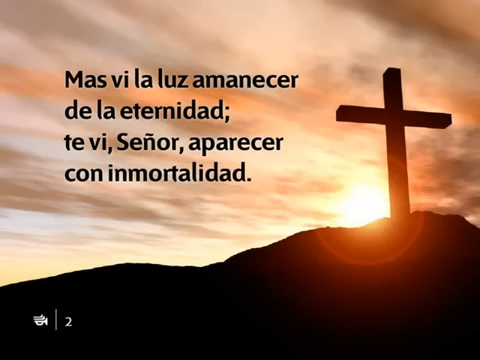 Mas vi la luz amanecer
de la eternidad;
te vi, Señor, aparecer
con inmortalidad.
2